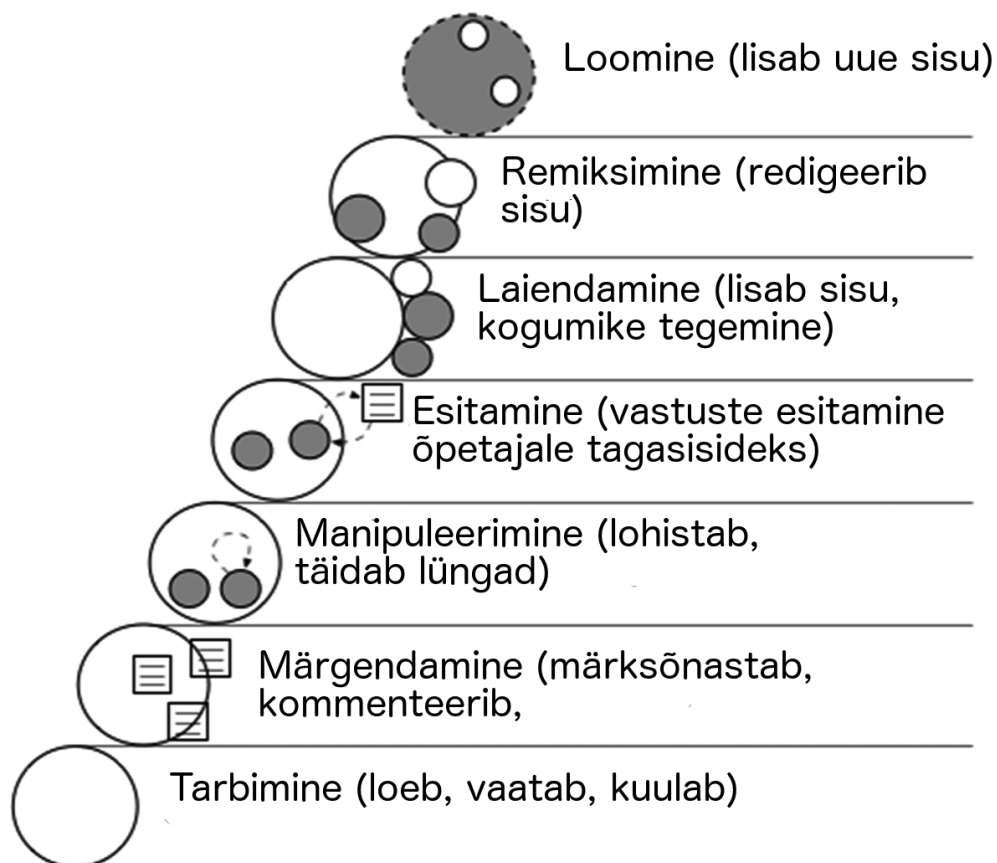 Loomine (lisab uue sisu)
Remiksimine (redigeerib
sisu)
Laiendamine (lisab sisu,
kogumike tegemine)
Esitamine (vastuste esitamine
õpetajale tagasisideks)
Manipuleerimine (lohistab,
täidab lüngad)
Märgendamine (märksõnastab,
kommenteerib,
Tarbimine (loeb, vaatab, kuulab)